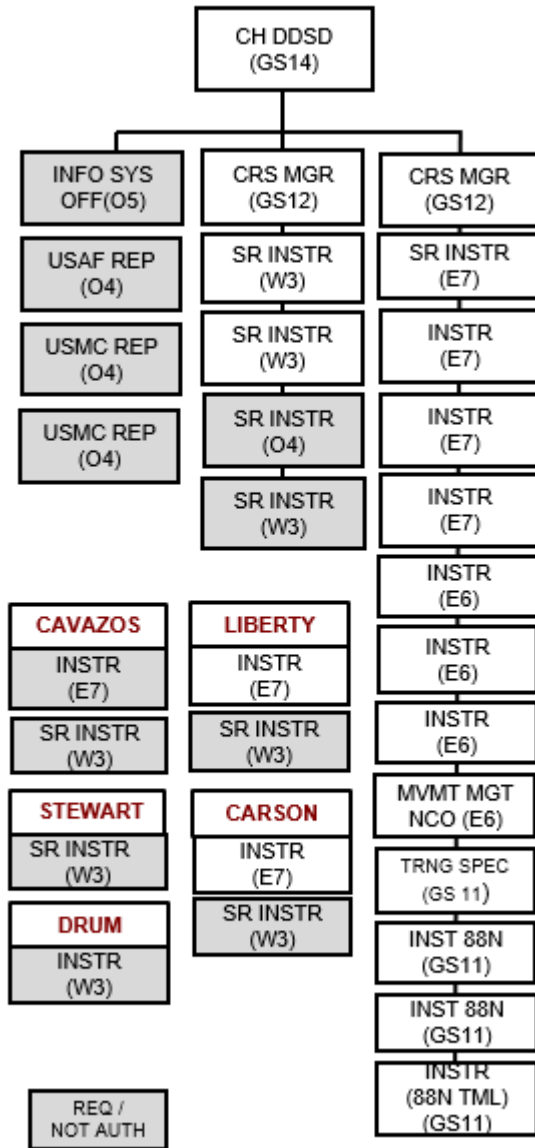 CH DDSD
(GS14)
INFO SYS
OFF(O5)
USAF REP
(O4)
USMC REP
(O4)
USMC REP
(O4)
CRS MGR
(GS12)
SR INSTR
(W3)
SR INSTR
(W3)
SR INSTR
(O4)
SR INSTR
(W3)
CRS MGR
(GS12)
SR INSTR
(E7)
INSTR
(E7)
INSTR
(E7)
INSTR
(E7)
INSTR
(E6)
INSTR
(E6)
INSTR
(E6)
MVMT MGT
NCO (E6)
TRNG SPEC
(GS 11)
INST 88N
(GS11)
INST 88N
(GS11)
INSTR
(88N TML)
(GS11)
CAVAZOS
INSTR
(E7)
SR INSTR
(W3)
LIBERTY
INSTR
(E7)
SR INSTR
(W3)
STEWART
SR INSTR
(W3)
CARSON
INSTR
(E7)
SR INSTR
(W3)
DRUM
INSTR
(W3)
REQ /
NOT AUTH